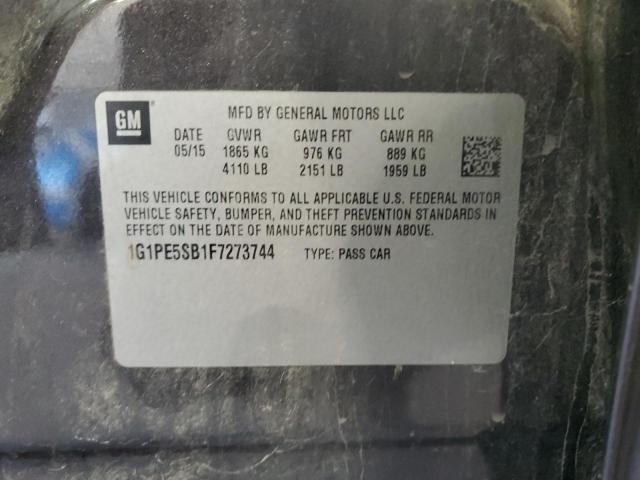 GM
MFD BY GENERAL MOTORS LLC
DATE GVWR GAWR FRT GAWR RR
05/15 1865 KG 976 KG 889 KG
4110 LB 2151 LB 1959 LB
THIS VEHICLE CONFORMS TO ALL APPLICABLE U.S. FEDERAL MOTOR
VEHICLE SAFETY, BUMPER, AND THEFT PREVENTION STANDARDS IN
EFFECT ON THE DATE OF MANUFACTURE SHOWN ABOVE.
1G1PE5SB1F7273744 TYPE: PASS CAR